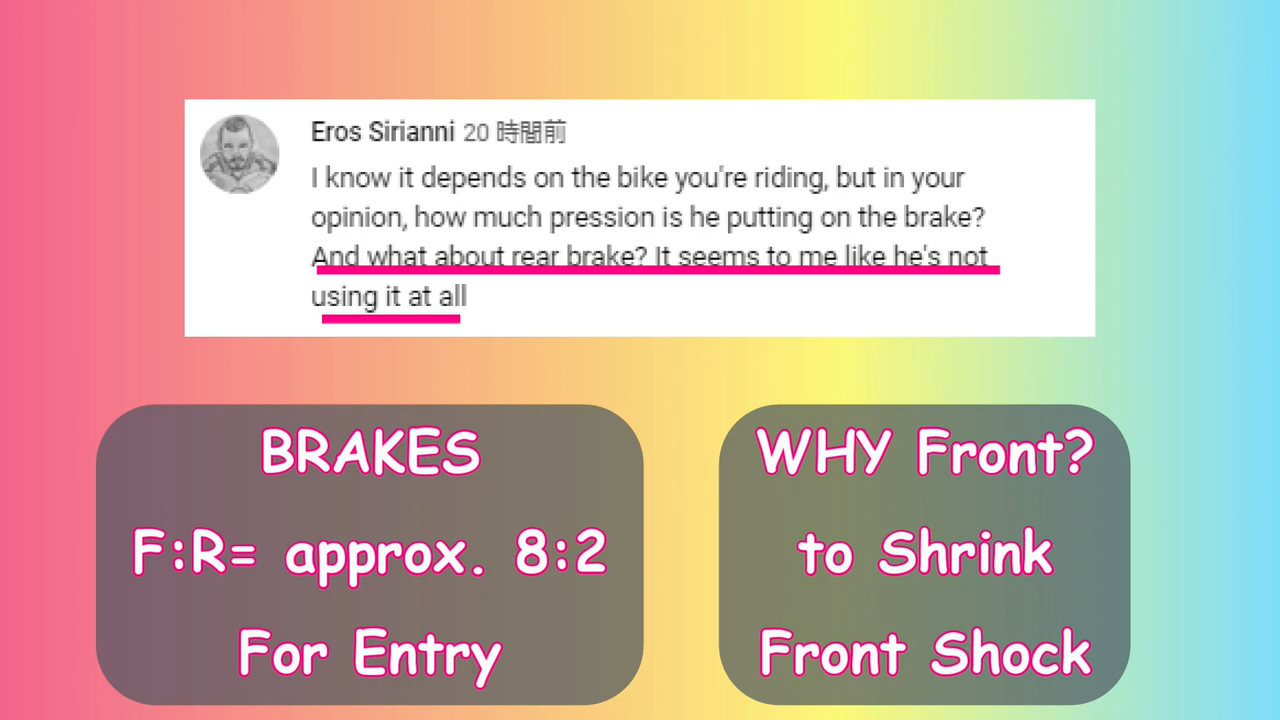 Eros Sirianni 20 時間前
I know it depends on the bike you're riding, but in your
opinion, how much pression is he putting on the brake?
And what about rear brake? It seems to me like he's not
using it at all
BRAKES
F:R= approx. 8:2
For Entry
WHY Front?
to Shrink
Front Shock